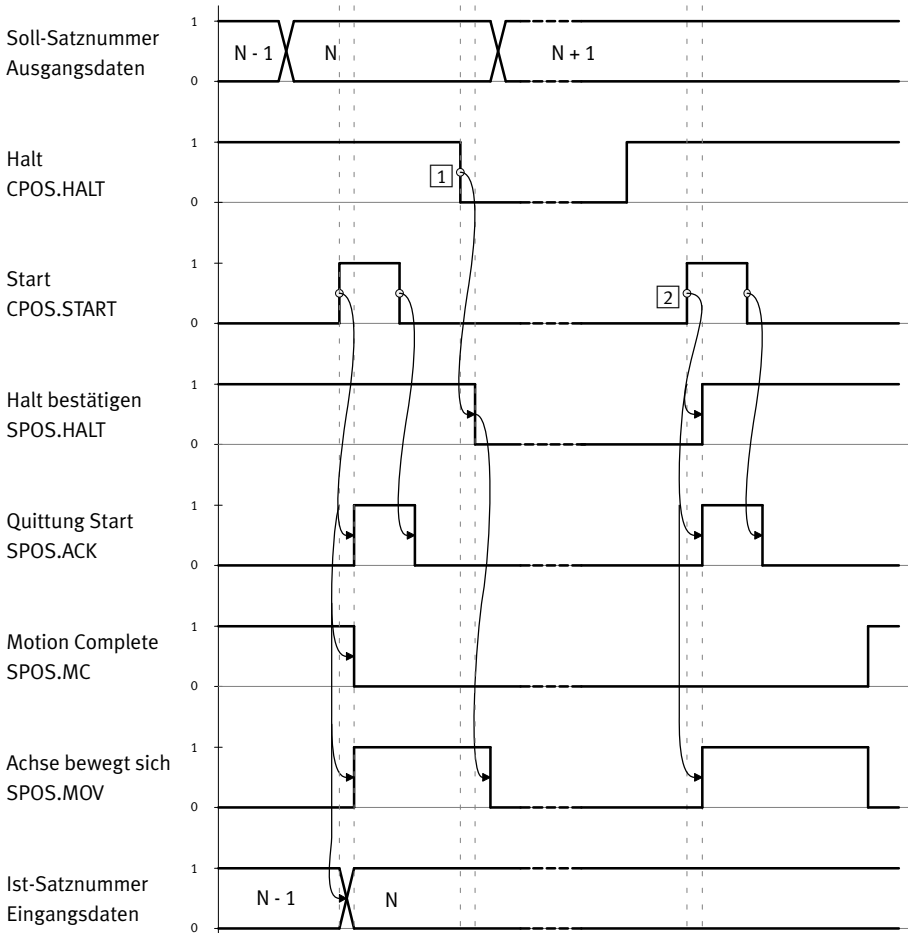 Soll-Satznummer
Ausgangsdaten
1
0
N - 1
N
N + 1
Halt
CPOS.HALT
1
0
1
Start
CPOS.START
1
0
2
Halt bestätigen
SPOS.HALT
1
0
Quittung Start
SPOS.ACK
1
0
Motion Complete
SPOS.MC
1
0
Achse bewegt sich
SPOS.MOV
1
0
Ist-Satznummer
Eingangsdaten
1
0
N - 1
N